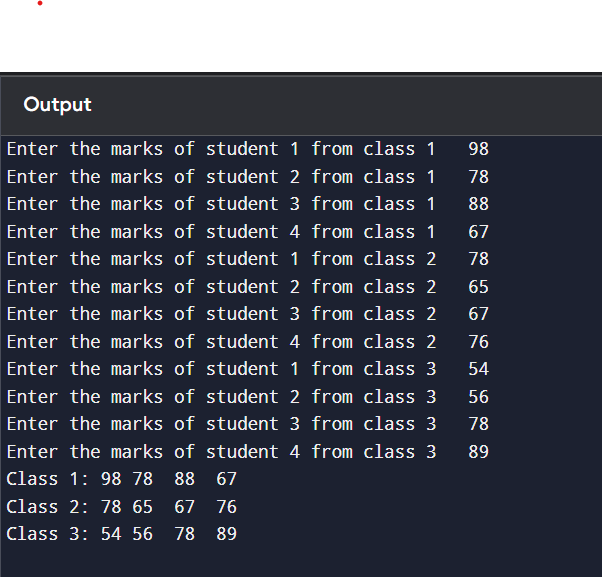 Output
Enter the marks of student 1 from class 1   98
Enter the marks of student 2 from class 1   78
Enter the marks of student 3 from class 1   88
Enter the marks of student 4 from class 1   67
Enter the marks of student 1 from class 2   78
Enter the marks of student 2 from class 2   65
Enter the marks of student 3 from class 2   67
Enter the marks of student 4 from class 2   76
Enter the marks of student 1 from class 3   54
Enter the marks of student 2 from class 3   56
Enter the marks of student 3 from class 3   78
Enter the marks of student 4 from class 3   89
Class 1: 98 78  88  67
Class 2: 78 65  67  76
Class 3: 54 56  78  89